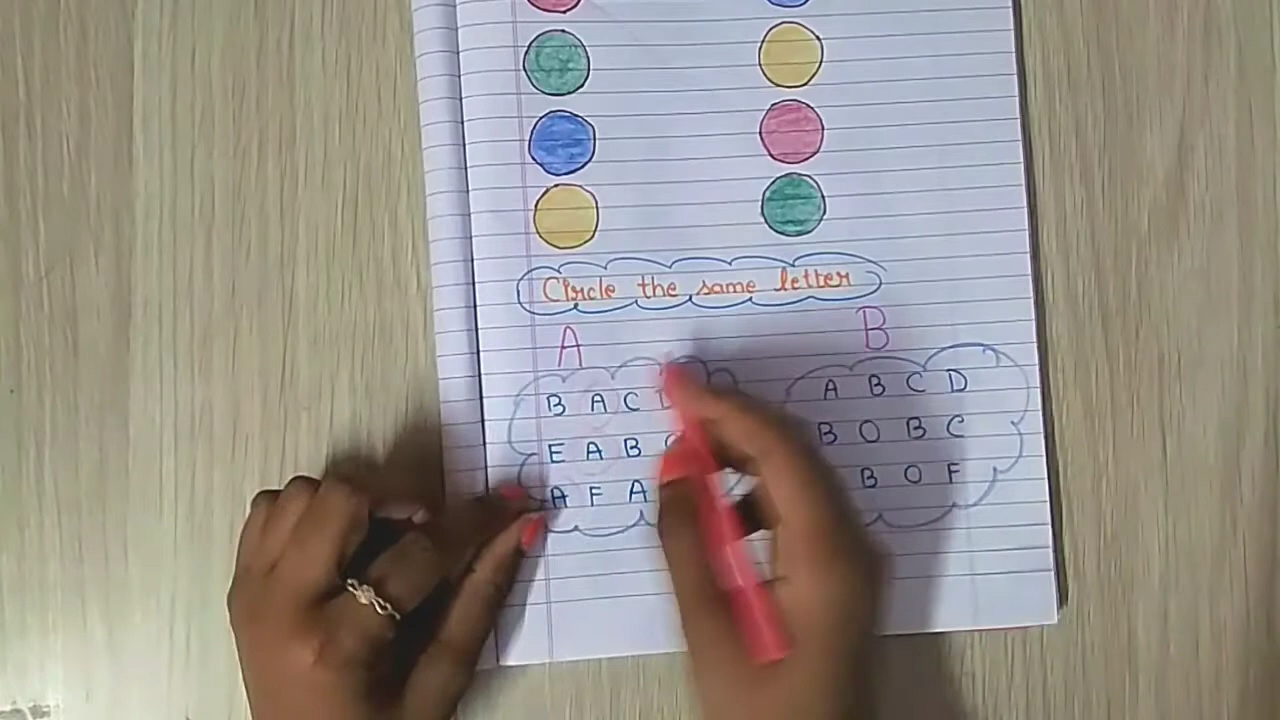 Circle the same letter
A B
B A C A B C D
E A B B O B C
A F A B O F